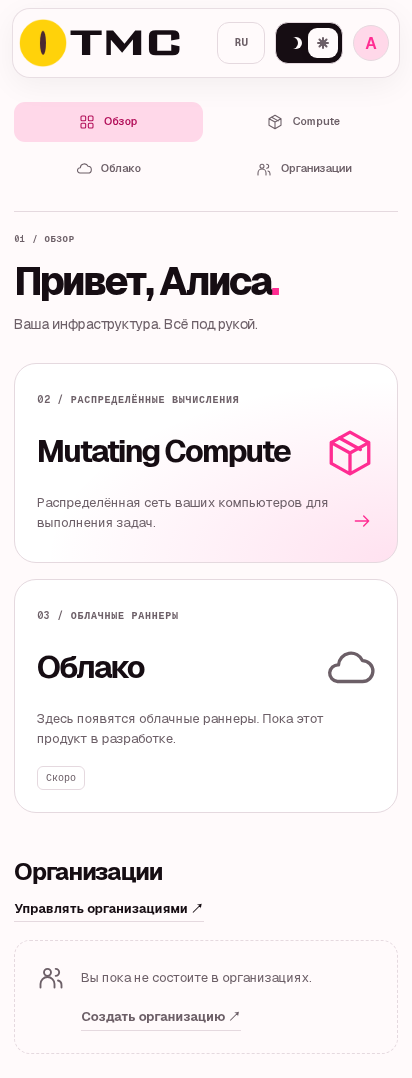 TMC
RU
A
Обзор
Compute
Облако
Организации
01 / ОБЗОР
Привет, Алиса.
Ваша инфраструктура. Всё под рукой.
02 / РАСПРЕДЕЛЁННЫЕ ВЫЧИСЛЕНИЯ
Mutating Compute
Распределённая сеть ваших компьютеров для
выполнения задач.
→
03 / ОБЛАЧНЫЕ РАННЕРЫ
Облако
Здесь появятся облачные раннеры. Пока этот
продукт в разработке.
Скоро
Организации
Управлять организациями ↗
Вы пока не состоите в организациях.
Создать организацию ↗